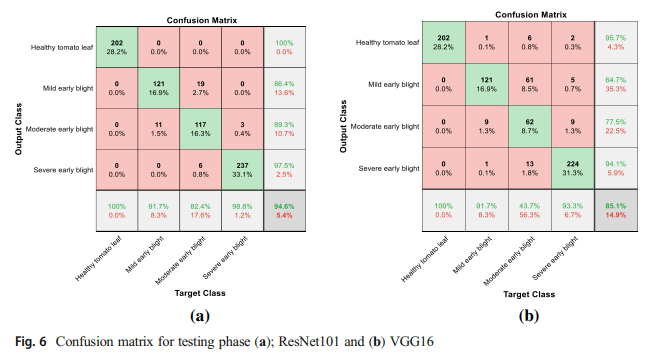 Confusion Matrix
Healthy tomato leaf 202 0 0 0 100%
28.2% 0.0% 0.0% 0.0% 0.0%
Mild early blight 0 121 19 0 86.4%
0.0% 16.9% 2.7% 0.0% 13.6%
Moderate early blight 0 11 117 3 89.3%
0.0% 1.5% 16.3% 0.4% 10.7%
Severe early blight 0 0 6 237 97.5%
0.0% 0.0% 0.8% 33.1% 2.5%
100% 91.7% 82.4% 98.8% 94.6%
0.0% 8.3% 17.6% 1.2% 5.4%
Output Class
Healthy tomato leaf
Mild early blight
Moderate early blight
Severe early blight
Target Class
(a)
Confusion Matrix
Healthy tomato leaf 202 1 6 2 95.7%
28.2% 0.1% 0.8% 0.3% 4.3%
Mild early blight 0 121 61 5 64.7%
0.0% 16.9% 8.5% 0.7% 35.3%
Moderate early blight 0 9 62 9 77.5%
0.0% 1.3% 8.7% 1.3% 22.5%
Severe early blight 0 1 13 224 94.1%
0.0% 0.1% 1.8% 31.3% 5.9%
100% 91.7% 43.7% 93.3% 85.1%
0.0% 8.3% 56.3% 6.7% 14.9%
Output Class
Healthy tomato leaf
Mild early blight
Moderate early blight
Severe early blight
Target Class
(b)
Fig. 6 Confusion matrix for testing phase (a); ResNet101 and (b) VGG16